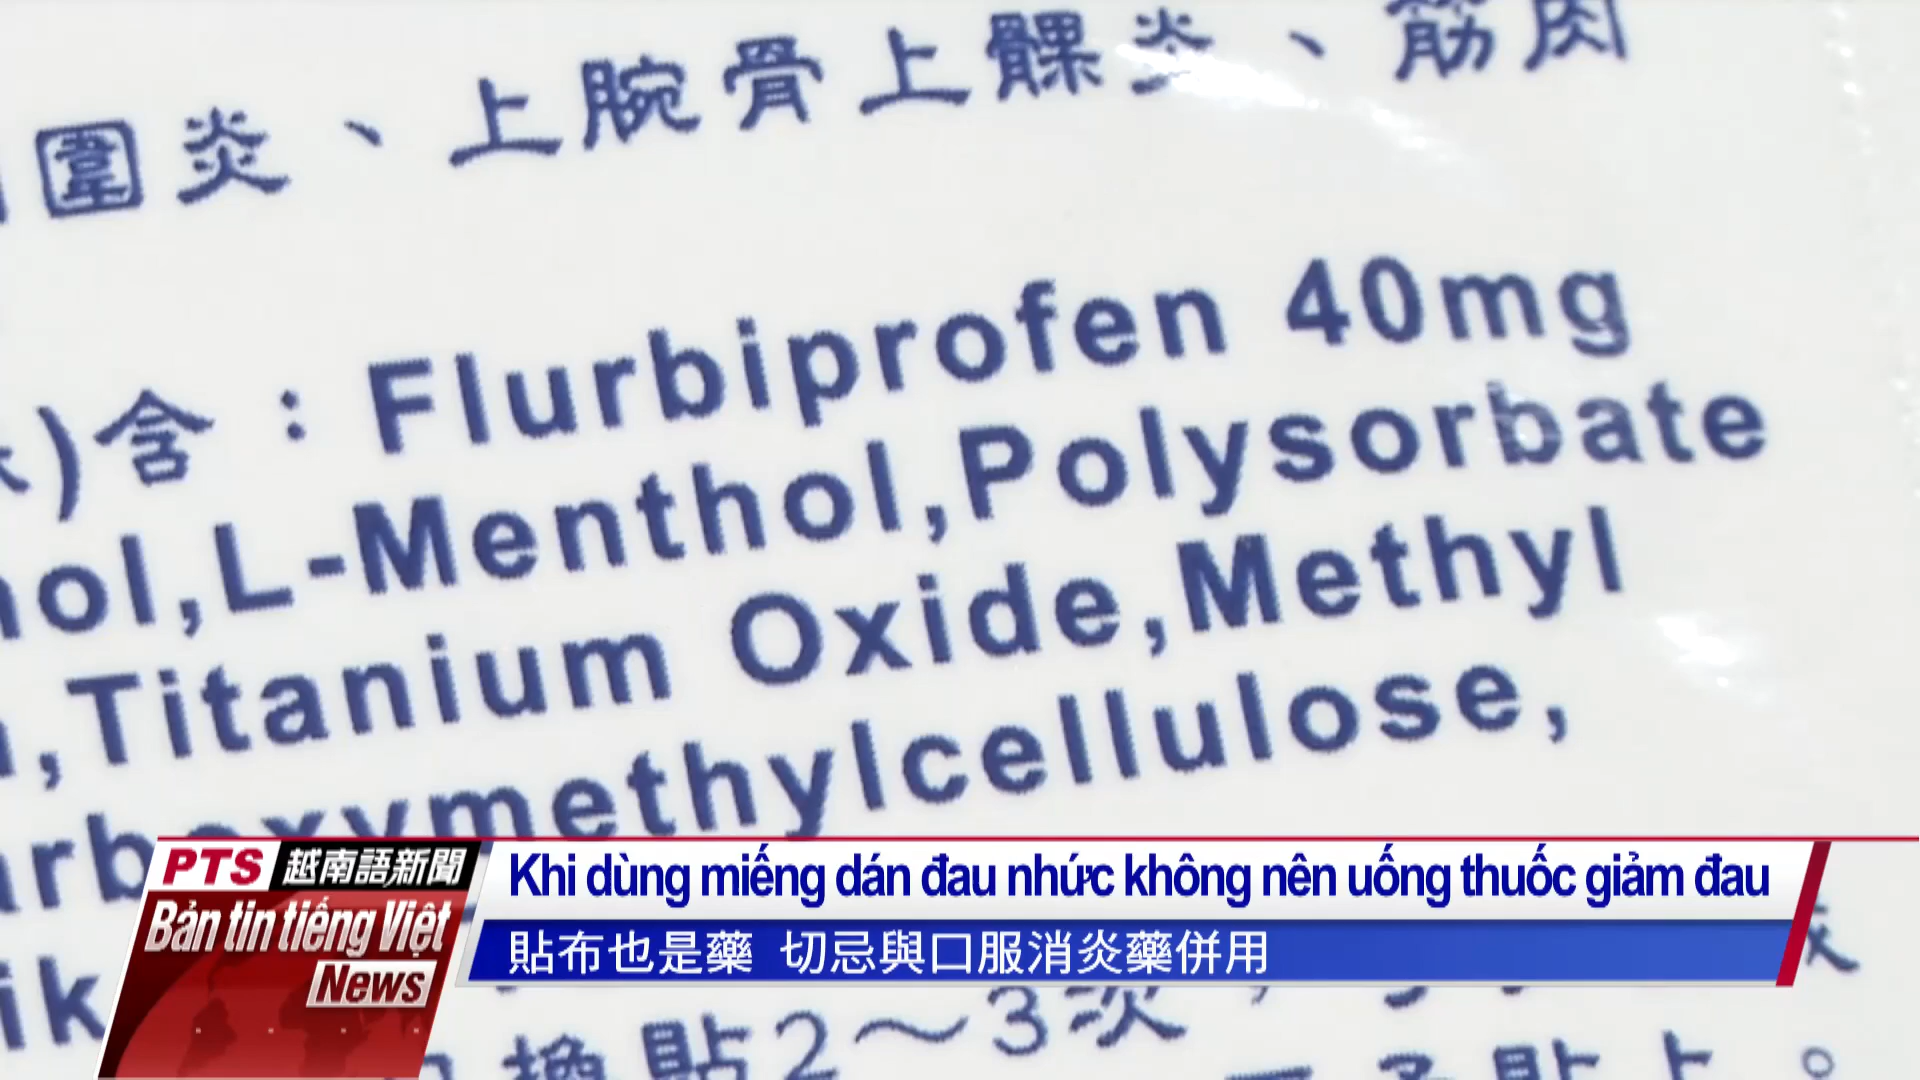 圍炎、上腕骨上髁炎、筋肉
)含：Flurbiprofen 40mg
ol,L-Menthol,Polysorbate
,Titanium Oxide,Methyl
rboxymethylcellulose,
ik
換貼2～3次，
貼上。
PTS 越南語新聞
Bản tin tiếng Việt
News
Khi dùng miếng dán đau nhức không nên uống thuốc giảm đau
貼布也是藥 切忌與口服消炎藥併用